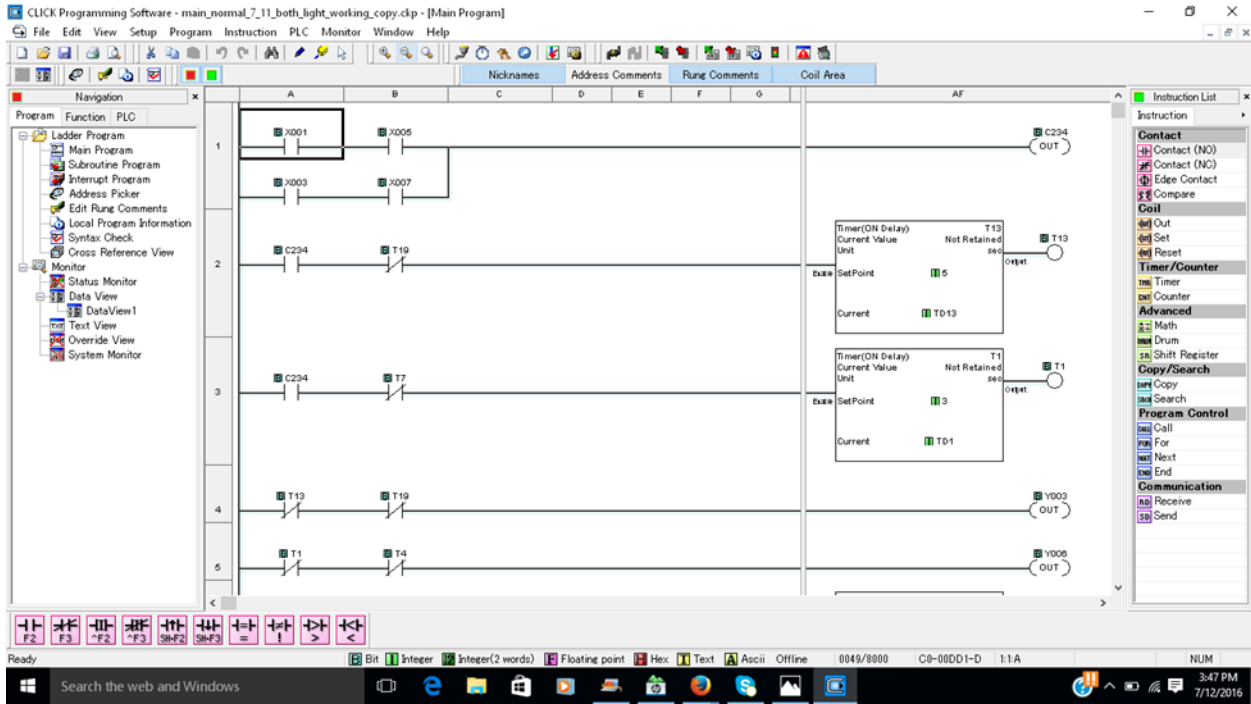 CLICK Programming Software - main_normal_7_11_both_light_working_copy.ckp - [Main Program]
File Edit View Setup Program Instruction PLC Monitor Window Help
Nicknames Address Comments Rung Comments Coil Area
Navigation
Program Function PLC
Ladder Program
Main Program
Subroutine Program
Interrupt Program
Address Picker
Edit Rung Comments
Local Program Information
Syntax Check
Cross Reference View
Monitor
Status Monitor
Data View
DataView1
Text View
Override View
System Monitor
A B C D E F G AF
1
X001 X005 C234
OUT
X003 X007
2
C234 T19
Timer(ON Delay) T13
Current Value Not Retained
Unit sec
Enable SetPoint 5
Current TD13
Output
T13
3
C234 T7
Timer(ON Delay) T1
Current Value Not Retained
Unit sec
Enable SetPoint 3
Current TD1
Output
T1
4
T13 T19 Y003
OUT
5
T1 T4 Y006
OUT
Instruction List
Instruction
Contact
Contact (NO)
Contact (NC)
Edge Contact
Compare
Coil
Out
Set
Reset
Timer/Counter
Timer
Counter
Advanced
Math
Drum
Shift Register
Copy/Search
Copy
Search
Program Control
Call
For
Next
End
Communication
Receive
Send
F2 F3 ^F2 ^F3 SH+F2 SH+F3 = ! > <
Ready B Bit I Integer Integer(2 words) F Floating point H Hex T Text A Ascii Offline 0049/8000 C0-00DD1-D 1:1:A NUM
Search the web and Windows
3:47 PM
7/12/2016